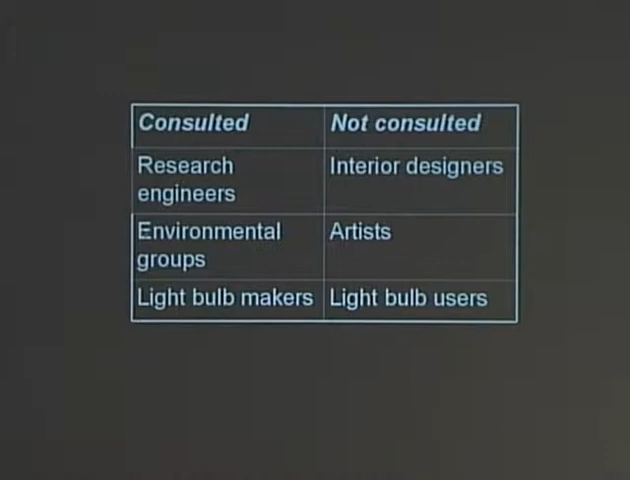 Consulted Not consulted
Research Interior designers
engineers
Environmental Artists
groups
Light bulb makers Light bulb users